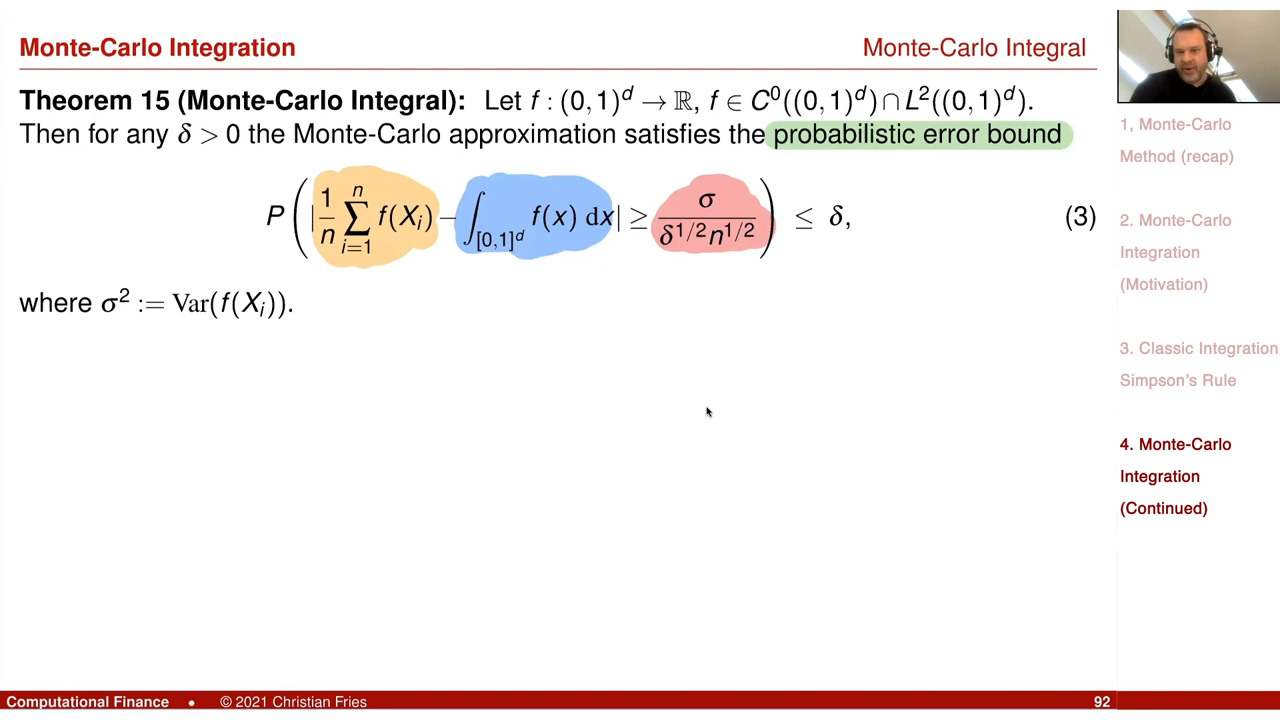 Monte-Carlo Integration
Monte-Carlo Integral
Theorem 15 (Monte-Carlo Integral): Let f : (0,1)^d → ℝ, f ∈ C^0((0,1)^d) ∩ L^2((0,1)^d).
Then for any δ > 0 the Monte-Carlo approximation satisfies the probabilistic error bound
P( | 1/n ∑_{i=1}^n f(X_i) − ∫_{[0,1]^d} f(x) dx | ≥ σ / (δ^{1/2} n^{1/2}) ) ≤ δ, (3)
where σ^2 := Var(f(X_i)).
1, Monte-Carlo
Method (recap)
2. Monte-Carlo
Integration
(Motivation)
3. Classic Integration
Simpson's Rule
4. Monte-Carlo
Integration
(Continued)
Computational Finance • © 2021 Christian Fries 92